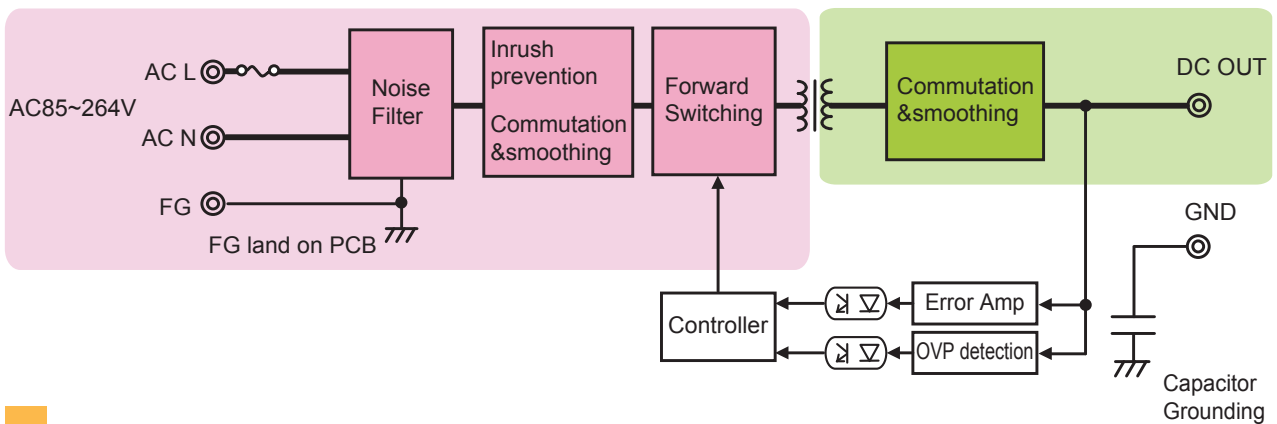 AC85~264V
AC L
AC N
FG
FG land on PCB
Noise
Filter
Inrush
prevention
Commutation
&smoothing
Forward
Switching
Commutation
&smoothing
DC OUT
GND
Controller
Error Amp
OVP detection
Capacitor
Grounding